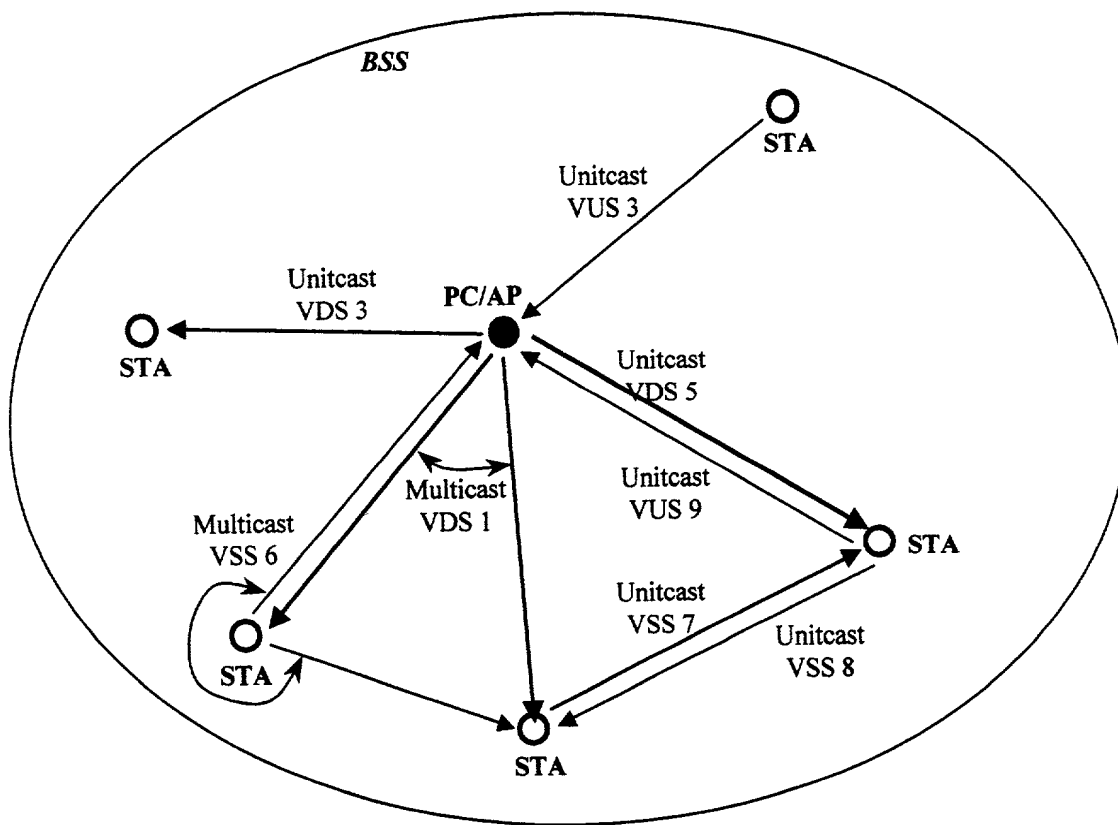 BSS
STA
Unitcast
VUS 3
Unitcast
VDS 3
PC/AP
STA
Unitcast
VDS 5
Multicast
VDS 1
Unitcast
VUS 9
Multicast
VSS 6
STA
Unitcast
VSS 7
Unitcast
VSS 8
STA
STA